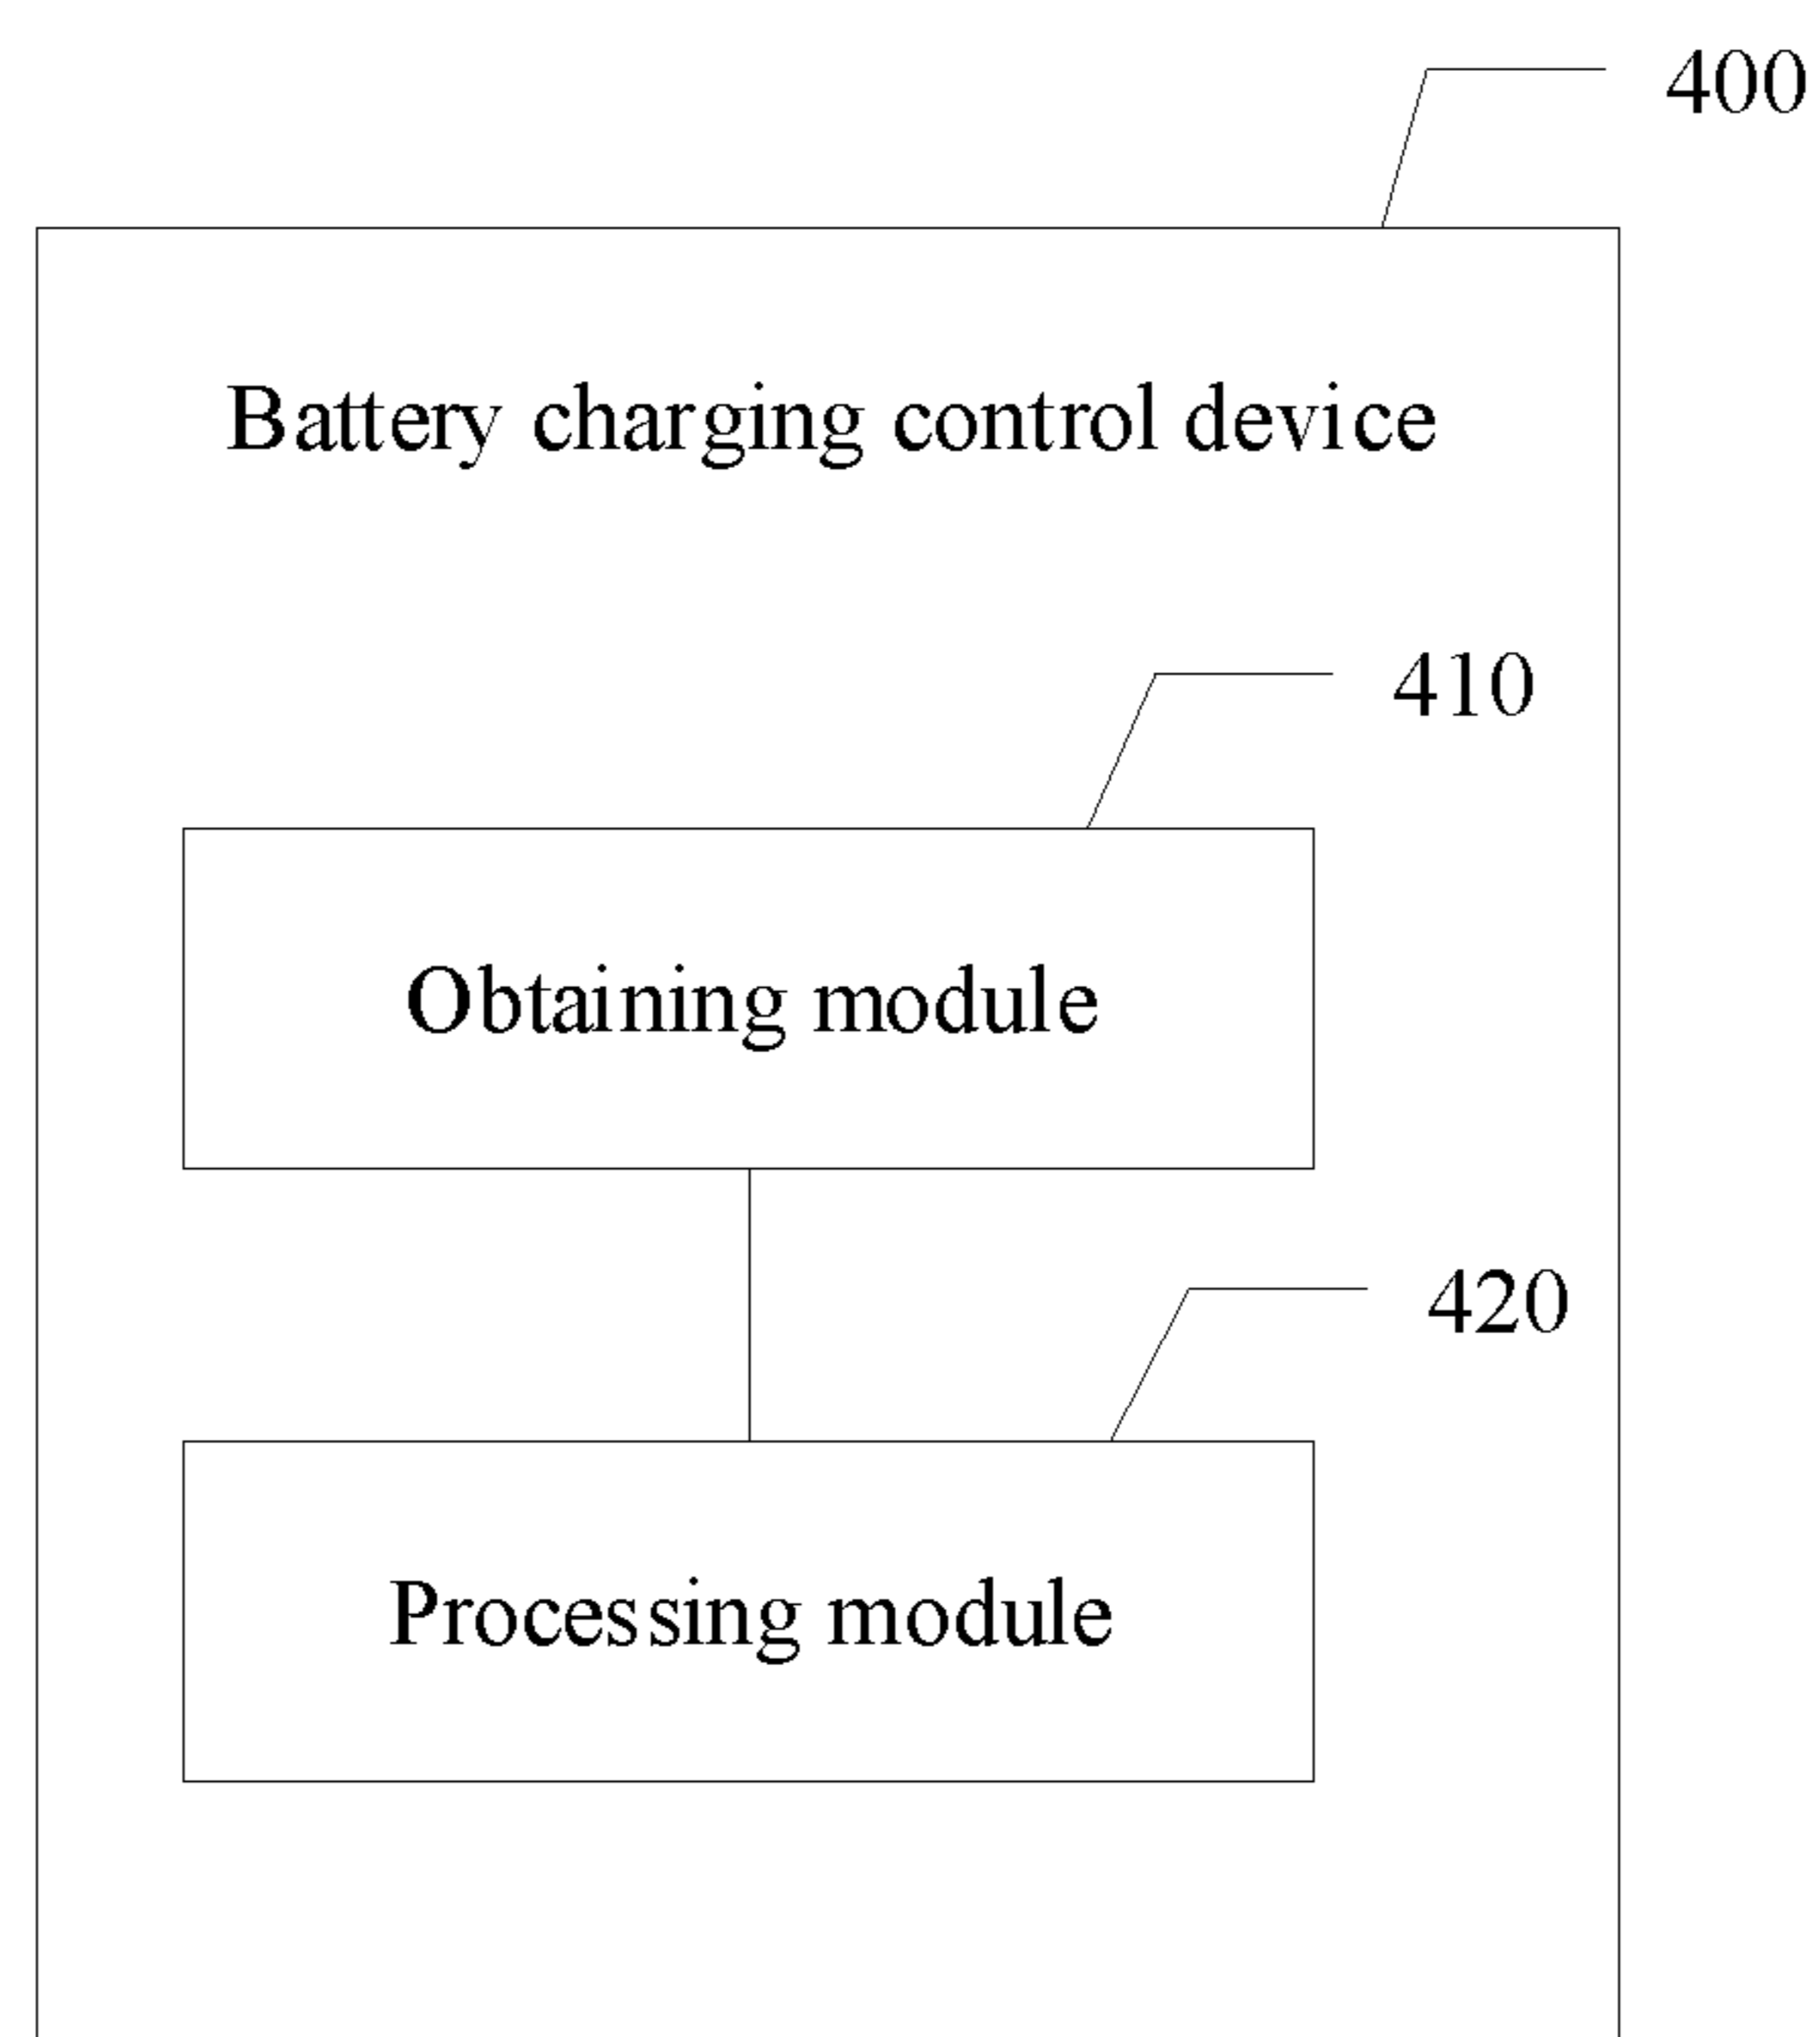 400
Battery charging control device
410
Obtaining module
420
Processing module